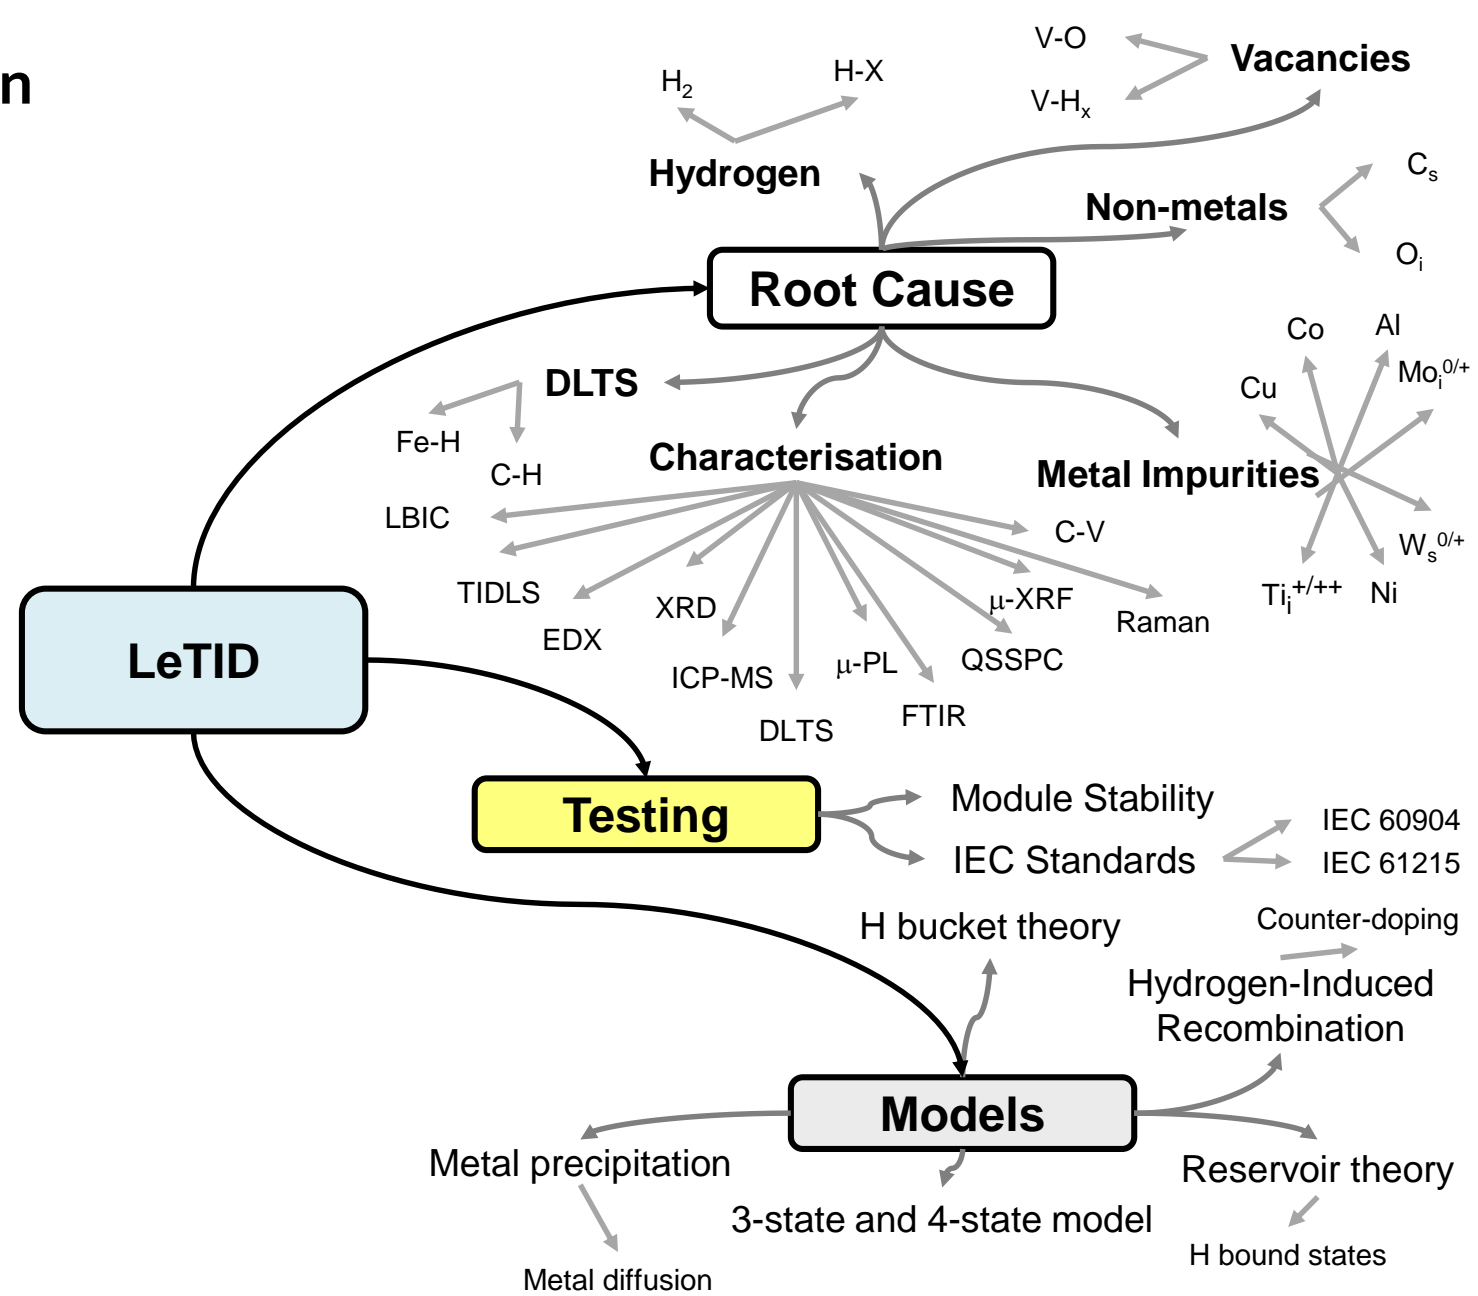 n
V-O
Vacancies
H₂
H-X
V-Hₓ
Hydrogen
Cₛ
Non-metals
Oᵢ
Root Cause
Co
Al
Moᵢ⁰/⁺
Cu
DLTS
Fe-H
C-H
Characterisation
Metal Impurities
LBIC
C-V
Wₛ⁰/⁺
TIDLS
XRD
μ-XRF
Raman
Tiᵢ⁺/⁺⁺
Ni
EDX
ICP-MS
μ-PL
QSSPC
DLTS
FTIR
LeTID
Testing
Module Stability
IEC Standards
IEC 60904
IEC 61215
H bucket theory
Counter-doping
Hydrogen-Induced
Recombination
Models
Metal precipitation
Reservoir theory
3-state and 4-state model
H bound states
Metal diffusion